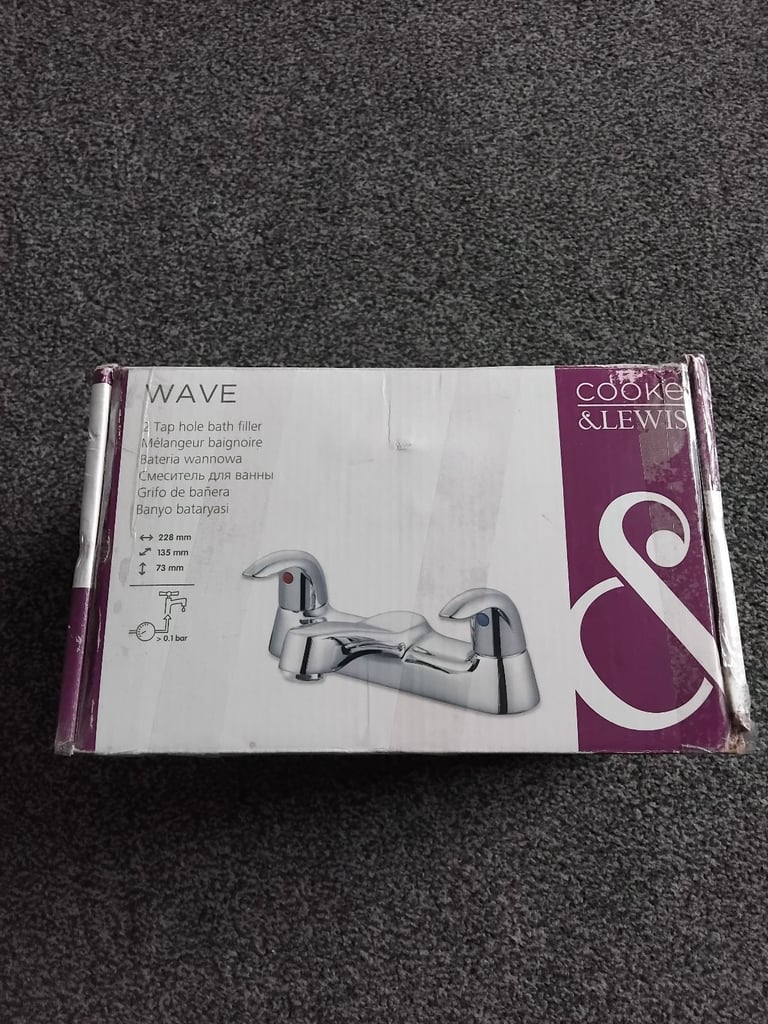 WAVE
2 Tap hole bath filler
Mélangeur baignoire
Bateria wannowa
Смеситель для ванны
Grifo de bañera
Banyo bataryasi
228 mm
135 mm
73 mm
> 0.1 bar
cooke
&LEWIS
&